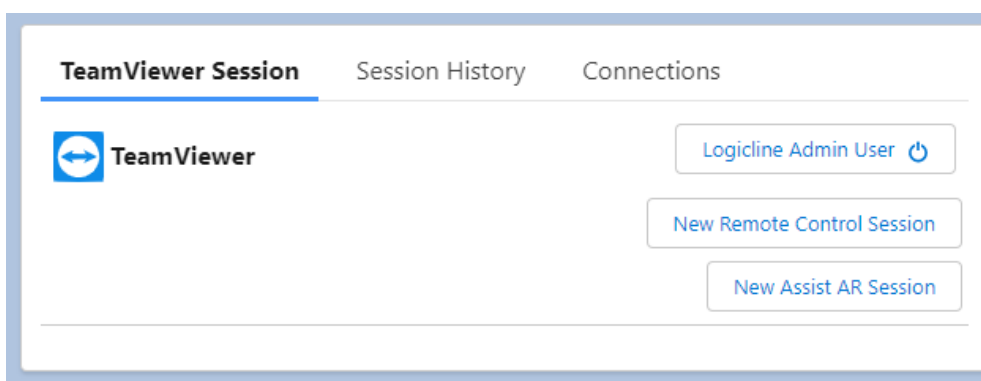 TeamViewer Session Session History Connections
TeamViewer Logicline Admin User
New Remote Control Session
New Assist AR Session